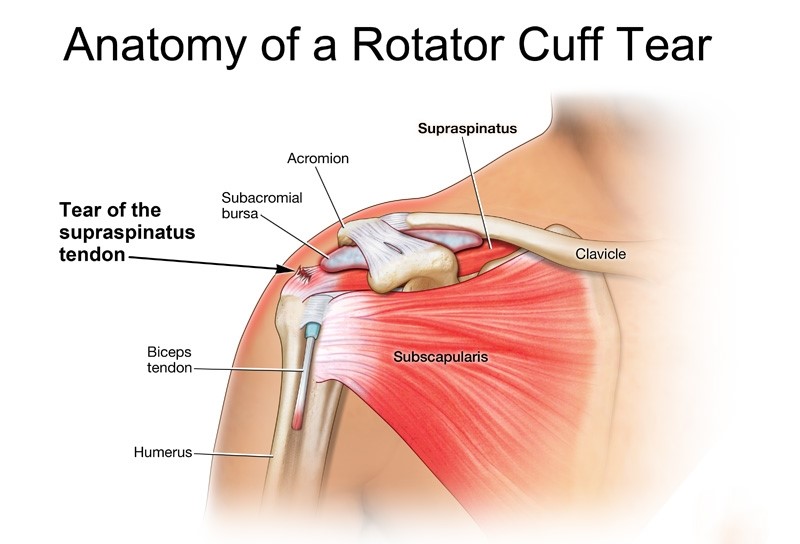 Anatomy of a Rotator Cuff Tear
Supraspinatus
Acromion
Subacromial
bursa
Tear of the
supraspinatus
tendon
Clavicle
Biceps
tendon
Subscapularis
Humerus